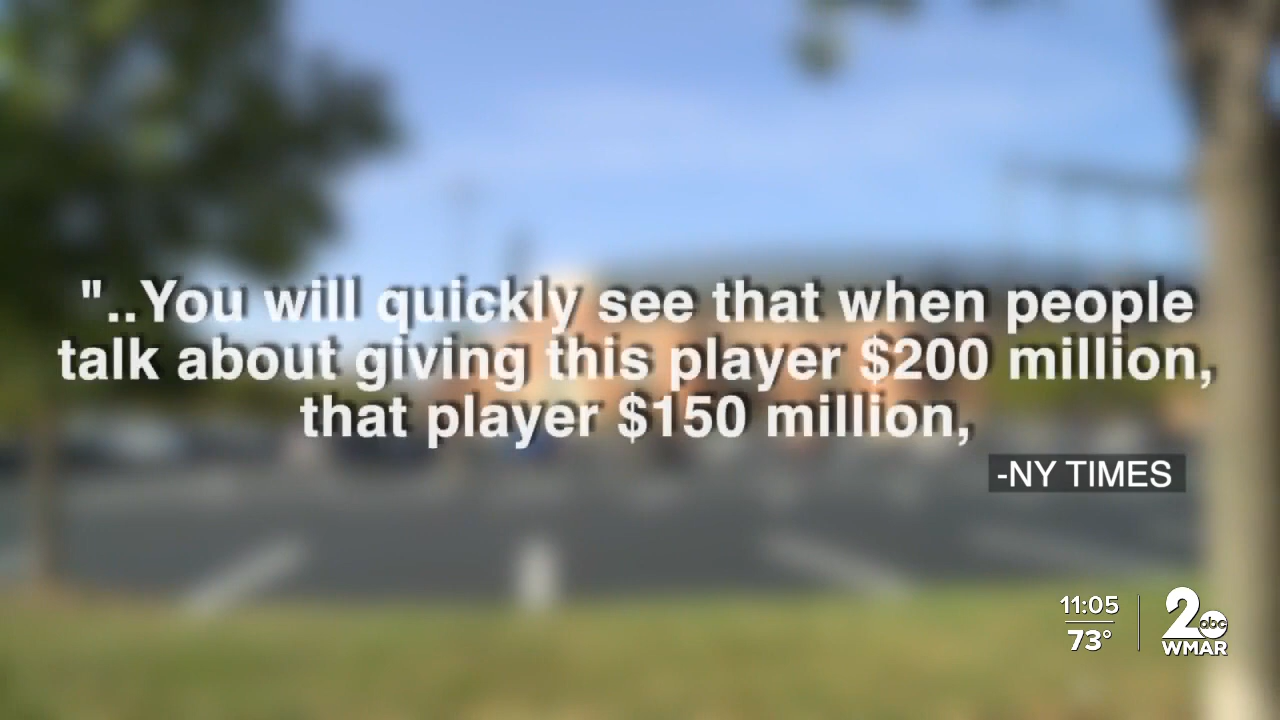 "..You will quickly see that when people
talk about giving this player $200 million,
that player $150 million,
-NY TIMES
11:05
73°
2
abc
WMAR